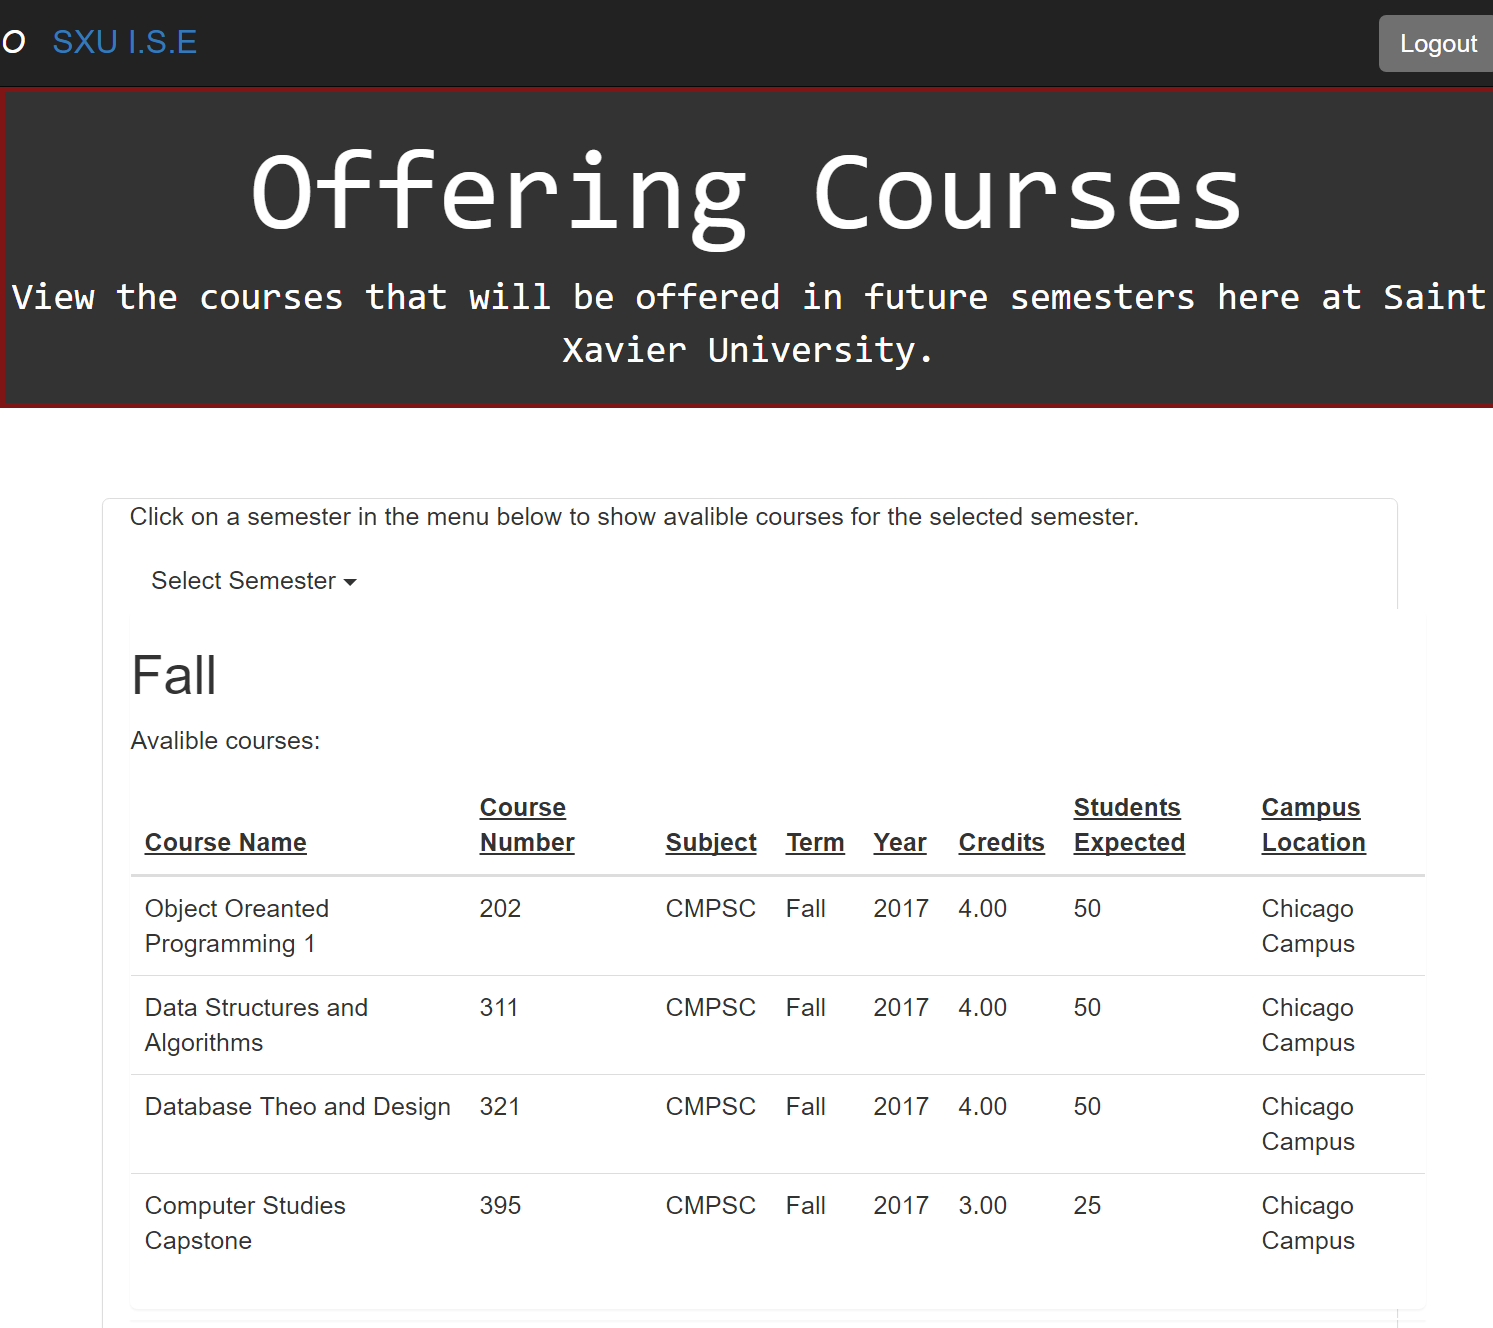 O SXU I.S.E Logout
Offering Courses
View the courses that will be offered in future semesters here at Saint
Xavier University.
Click on a semester in the menu below to show avalible courses for the selected semester.
Select Semester
Fall
Avalible courses:
Course Name Course Number Subject Term Year Credits Students Expected Campus Location
Object Oreanted Programming 1 202 CMPSC Fall 2017 4.00 50 Chicago Campus
Data Structures and Algorithms 311 CMPSC Fall 2017 4.00 50 Chicago Campus
Database Theo and Design 321 CMPSC Fall 2017 4.00 50 Chicago Campus
Computer Studies Capstone 395 CMPSC Fall 2017 3.00 25 Chicago Campus